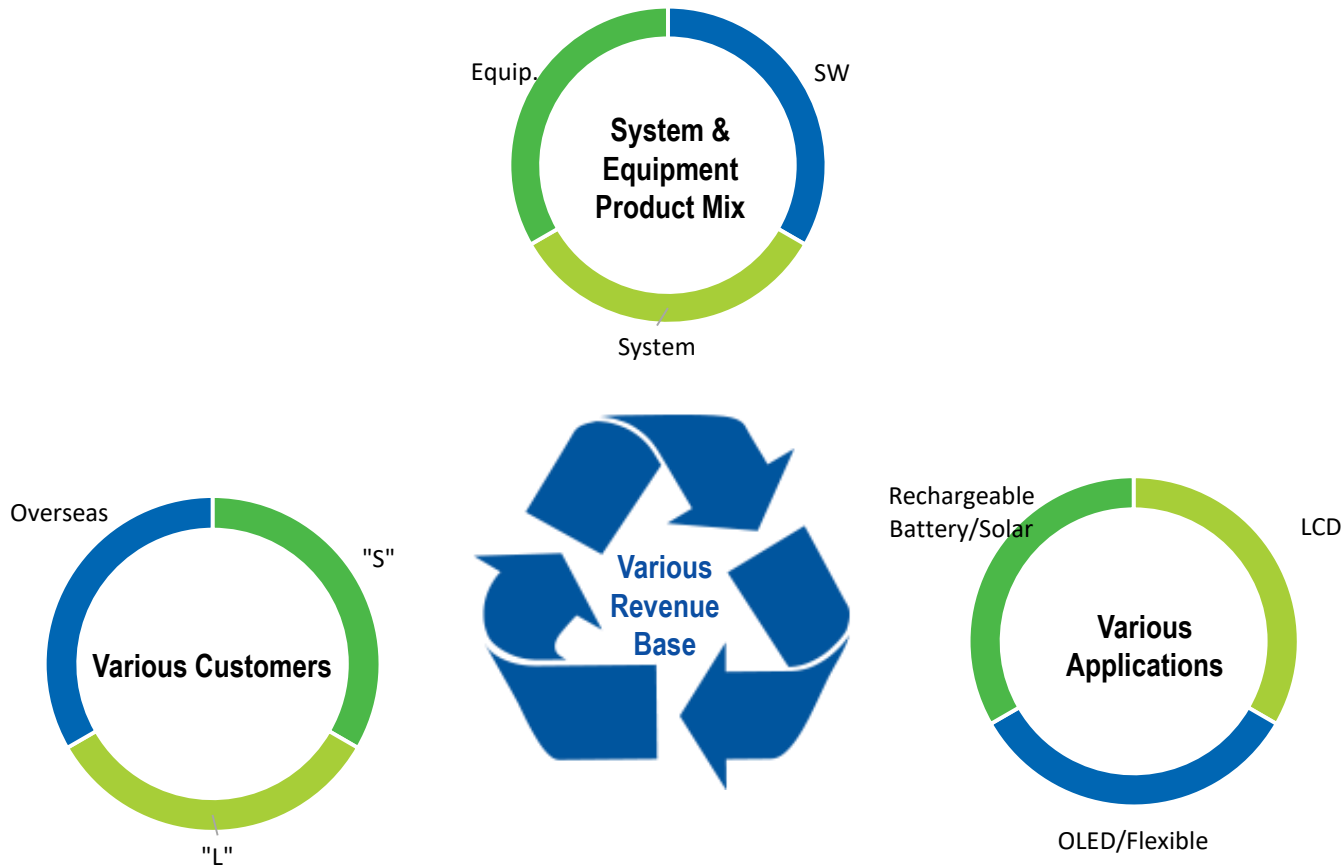 Equip.
SW
System &
Equipment
Product Mix
System
Overseas
"S"
Various Customers
"L"
Various
Revenue
Base
Rechargeable
Battery/Solar
LCD
Various
Applications
OLED/Flexible